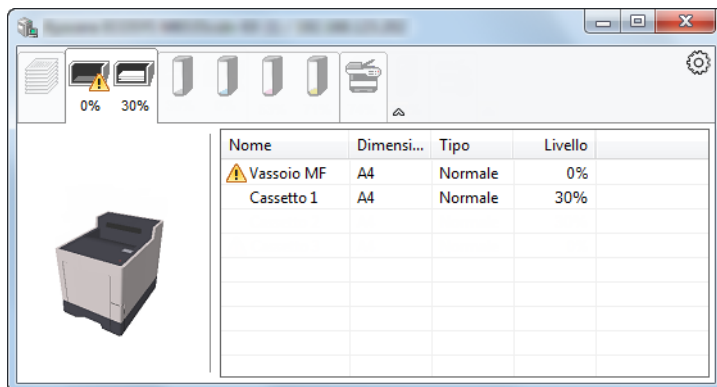 0% 30%
Nome Dimensi... Tipo Livello
Vassoio MF A4 Normale 0%
Cassetto 1 A4 Normale 30%